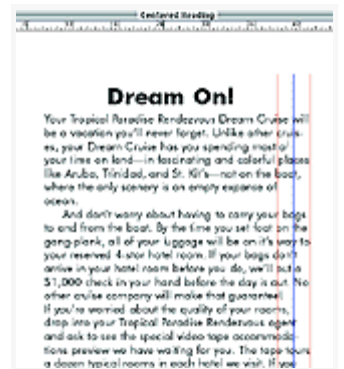 Centered Heading
Dream On!
Your Tropical Paradise Rendezvous Dream Cruise will
be a vacation you'll never forget. Unlike other cruis-
es, your Dream Cruise has you spending most of
your time on land—in fascinating and colorful places
like Aruba, Trinidad, and St. Kit's—not on the boat,
where the only scenery is an empty expanse of
ocean.
And don't worry about having to carry your bags
to and from the boat. By the time you set foot on the
gang-plank, all of your luggage will be on it's way to
your reserved 4-star hotel room. If your bags don't
arrive in your hotel room before you do, we'll put a
$1,000 check in your hand before the day is out. No
other cruise company will make that guarantee!
If you're worried about the quality of your rooms,
drop into your Tropical Paradise Rendezvous agent
and ask to see the special video tape accommoda-
tions preview we have waiting for you. The tape tours
a dozen typical rooms in each hotel we visit. If you